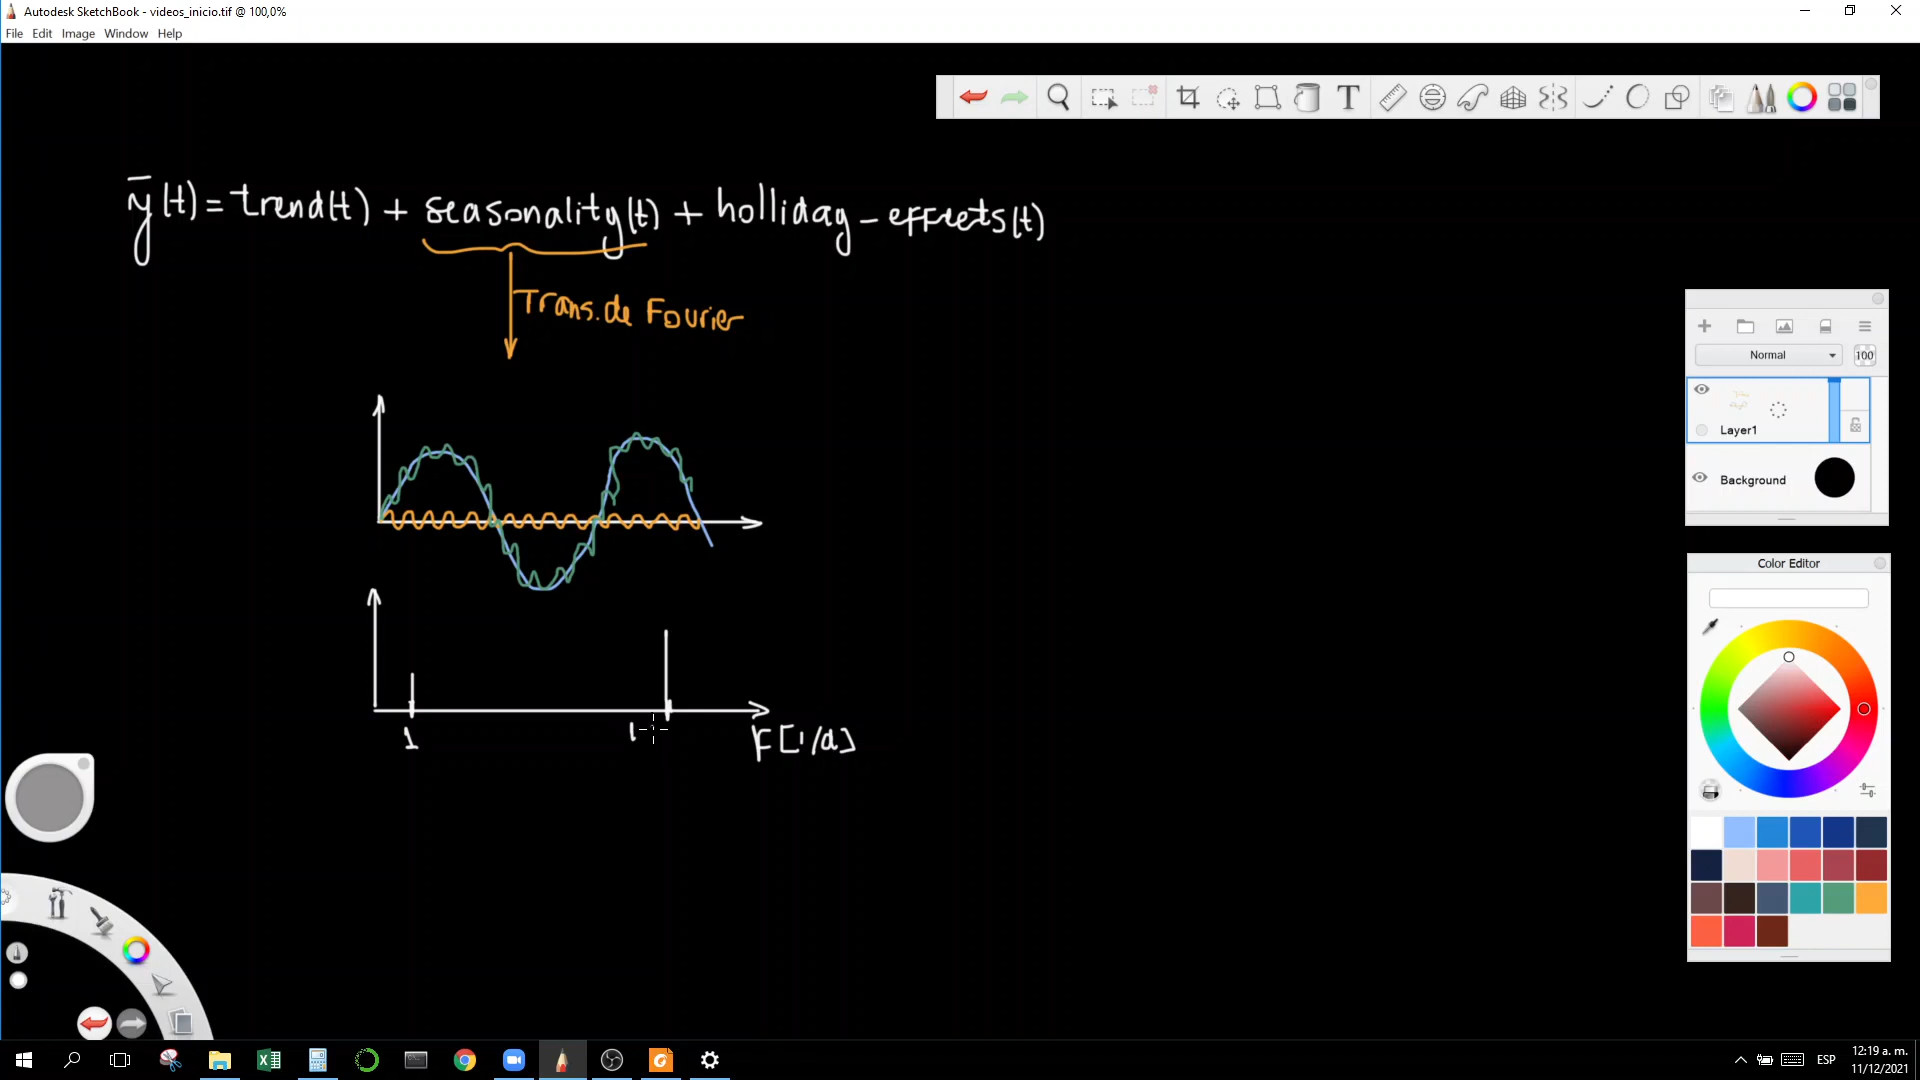 Autodesk SketchBook - videos_inicio.tif @ 100,0%
File Edit Image Window Help
T
ȳ(t) = trend(t) + seasonality(t) + holliday - effects(t)
Trans. de Fourier
Normal 100
Layer1
Background
Color Editor
1 1 F[1/a]
ESP
12:19 a. m.
11/12/2021